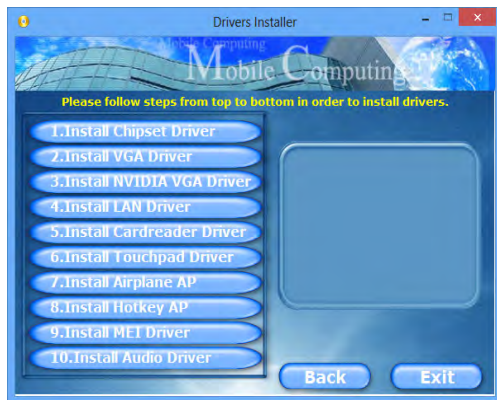 Drivers Installer
Mobile Computing
Mobile Computing
Please follow steps from top to bottom in order to install drivers.
1.Install Chipset Driver
2.Install VGA Driver
3.Install NVIDIA VGA Driver
4.Install LAN Driver
5.Install Cardreader Driver
6.Install Touchpad Driver
7.Install Airplane AP
8.Install Hotkey AP
9.Install MEI Driver
10.Install Audio Driver
Back
Exit